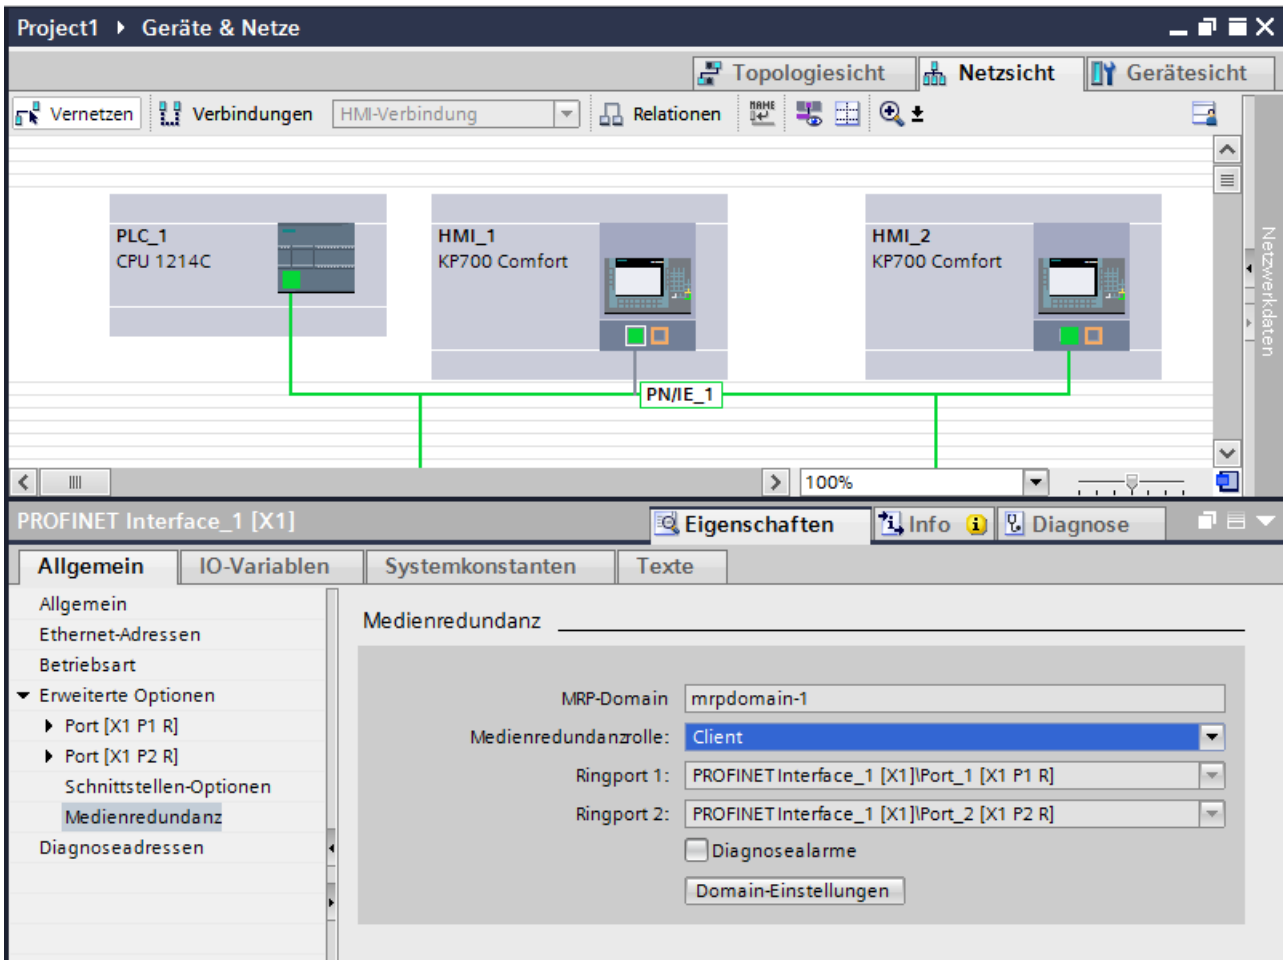 Project1 ▸ Geräte & Netze
Topologiesicht Netzsicht Gerätesicht
Vernetzen Verbindungen HMI-Verbindung Relationen NAME 
PLC_1
CPU 1214C
HMI_1
KP700 Comfort
HMI_2
KP700 Comfort
PN/IE_1
Netzwerkdaten
100%
PROFINET Interface_1 [X1]
Eigenschaften Info Diagnose
Allgemein IO-Variablen Systemkonstanten Texte
Allgemein
Ethernet-Adressen
Betriebsart
Erweiterte Optionen
Port [X1 P1 R]
Port [X1 P2 R]
Schnittstellen-Optionen
Medienredundanz
Diagnoseadressen
Medienredundanz
MRP-Domain mrpdomain-1
Medienredundanzrolle: Client
Ringport 1: PROFINET Interface_1 [X1]\Port_1 [X1 P1 R]
Ringport 2: PROFINET Interface_1 [X1]\Port_2 [X1 P2 R]
Diagnosealarme
Domain-Einstellungen